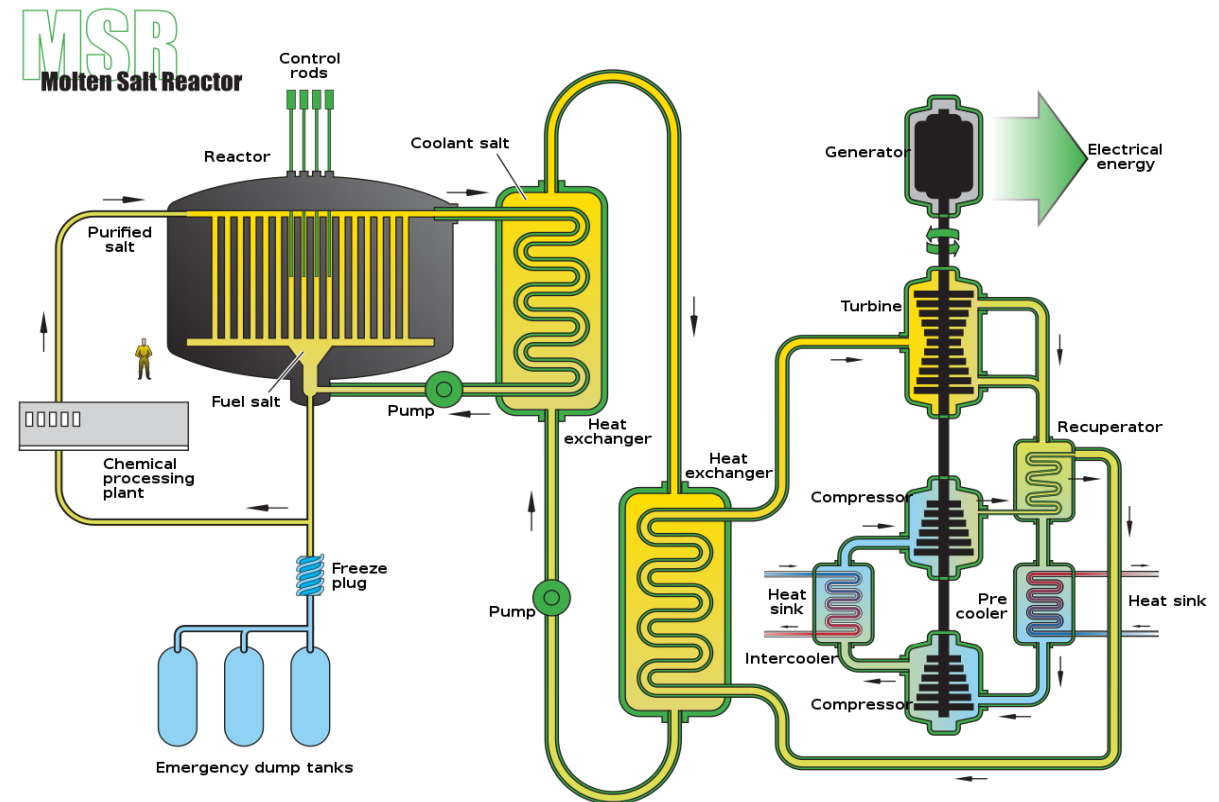 MSR
Molten Salt Reactor
Control
rods
Reactor
Coolant salt
Purified
salt
Fuel salt
Pump
Heat
exchanger
Chemical
processing
plant
Freeze
plug
Emergency dump tanks
Pump
Heat
exchanger
Generator
Electrical
energy
Turbine
Recuperator
Compressor
Heat
sink
Pre
cooler
Heat sink
Intercooler
Compressor